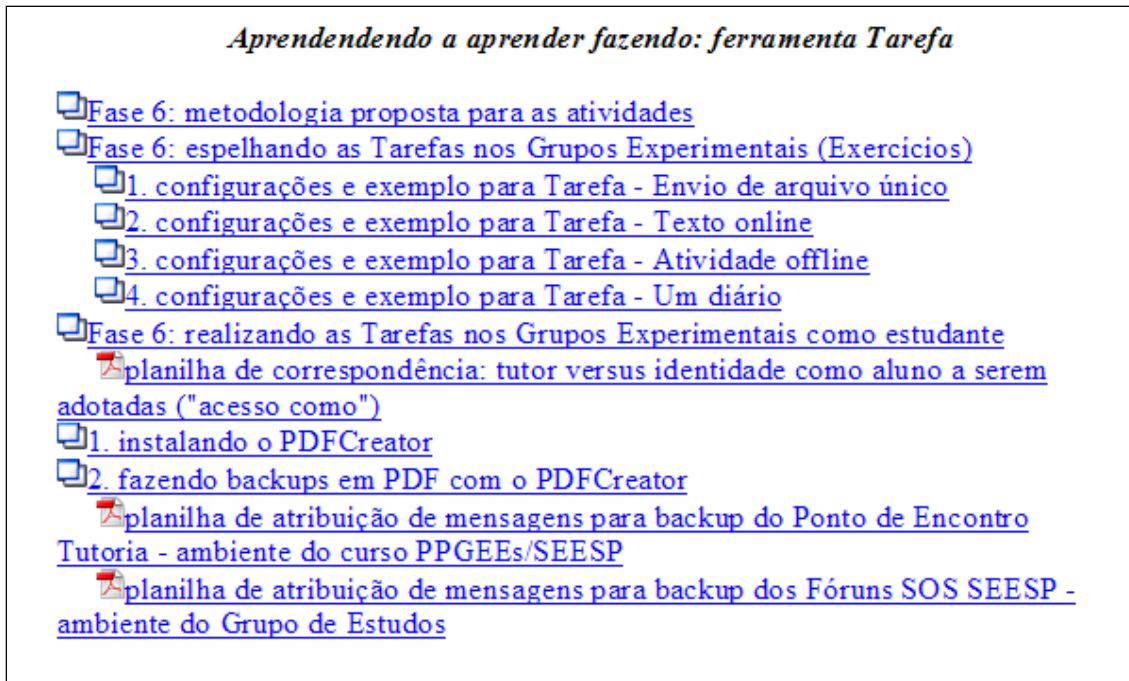 Aprendendendo a aprender fazendo: ferramenta Tarefa
Fase 6: metodologia proposta para as atividades
Fase 6: espelhando as Tarefas nos Grupos Experimentais (Exercícios)
1. configurações e exemplo para Tarefa - Envio de arquivo único
2. configurações e exemplo para Tarefa - Texto online
3. configurações e exemplo para Tarefa - Atividade offline
4. configurações e exemplo para Tarefa - Um diário
Fase 6: realizando as Tarefas nos Grupos Experimentais como estudante
planilha de correspondência: tutor versus identidade como aluno a serem
adotadas ("acesso como")
1. instalando o PDFCreator
2. fazendo backups em PDF com o PDFCreator
planilha de atribuição de mensagens para backup do Ponto de Encontro
Tutoria - ambiente do curso PPGEEs/SEESP
planilha de atribuição de mensagens para backup dos Fóruns SOS SEESP -
ambiente do Grupo de Estudos